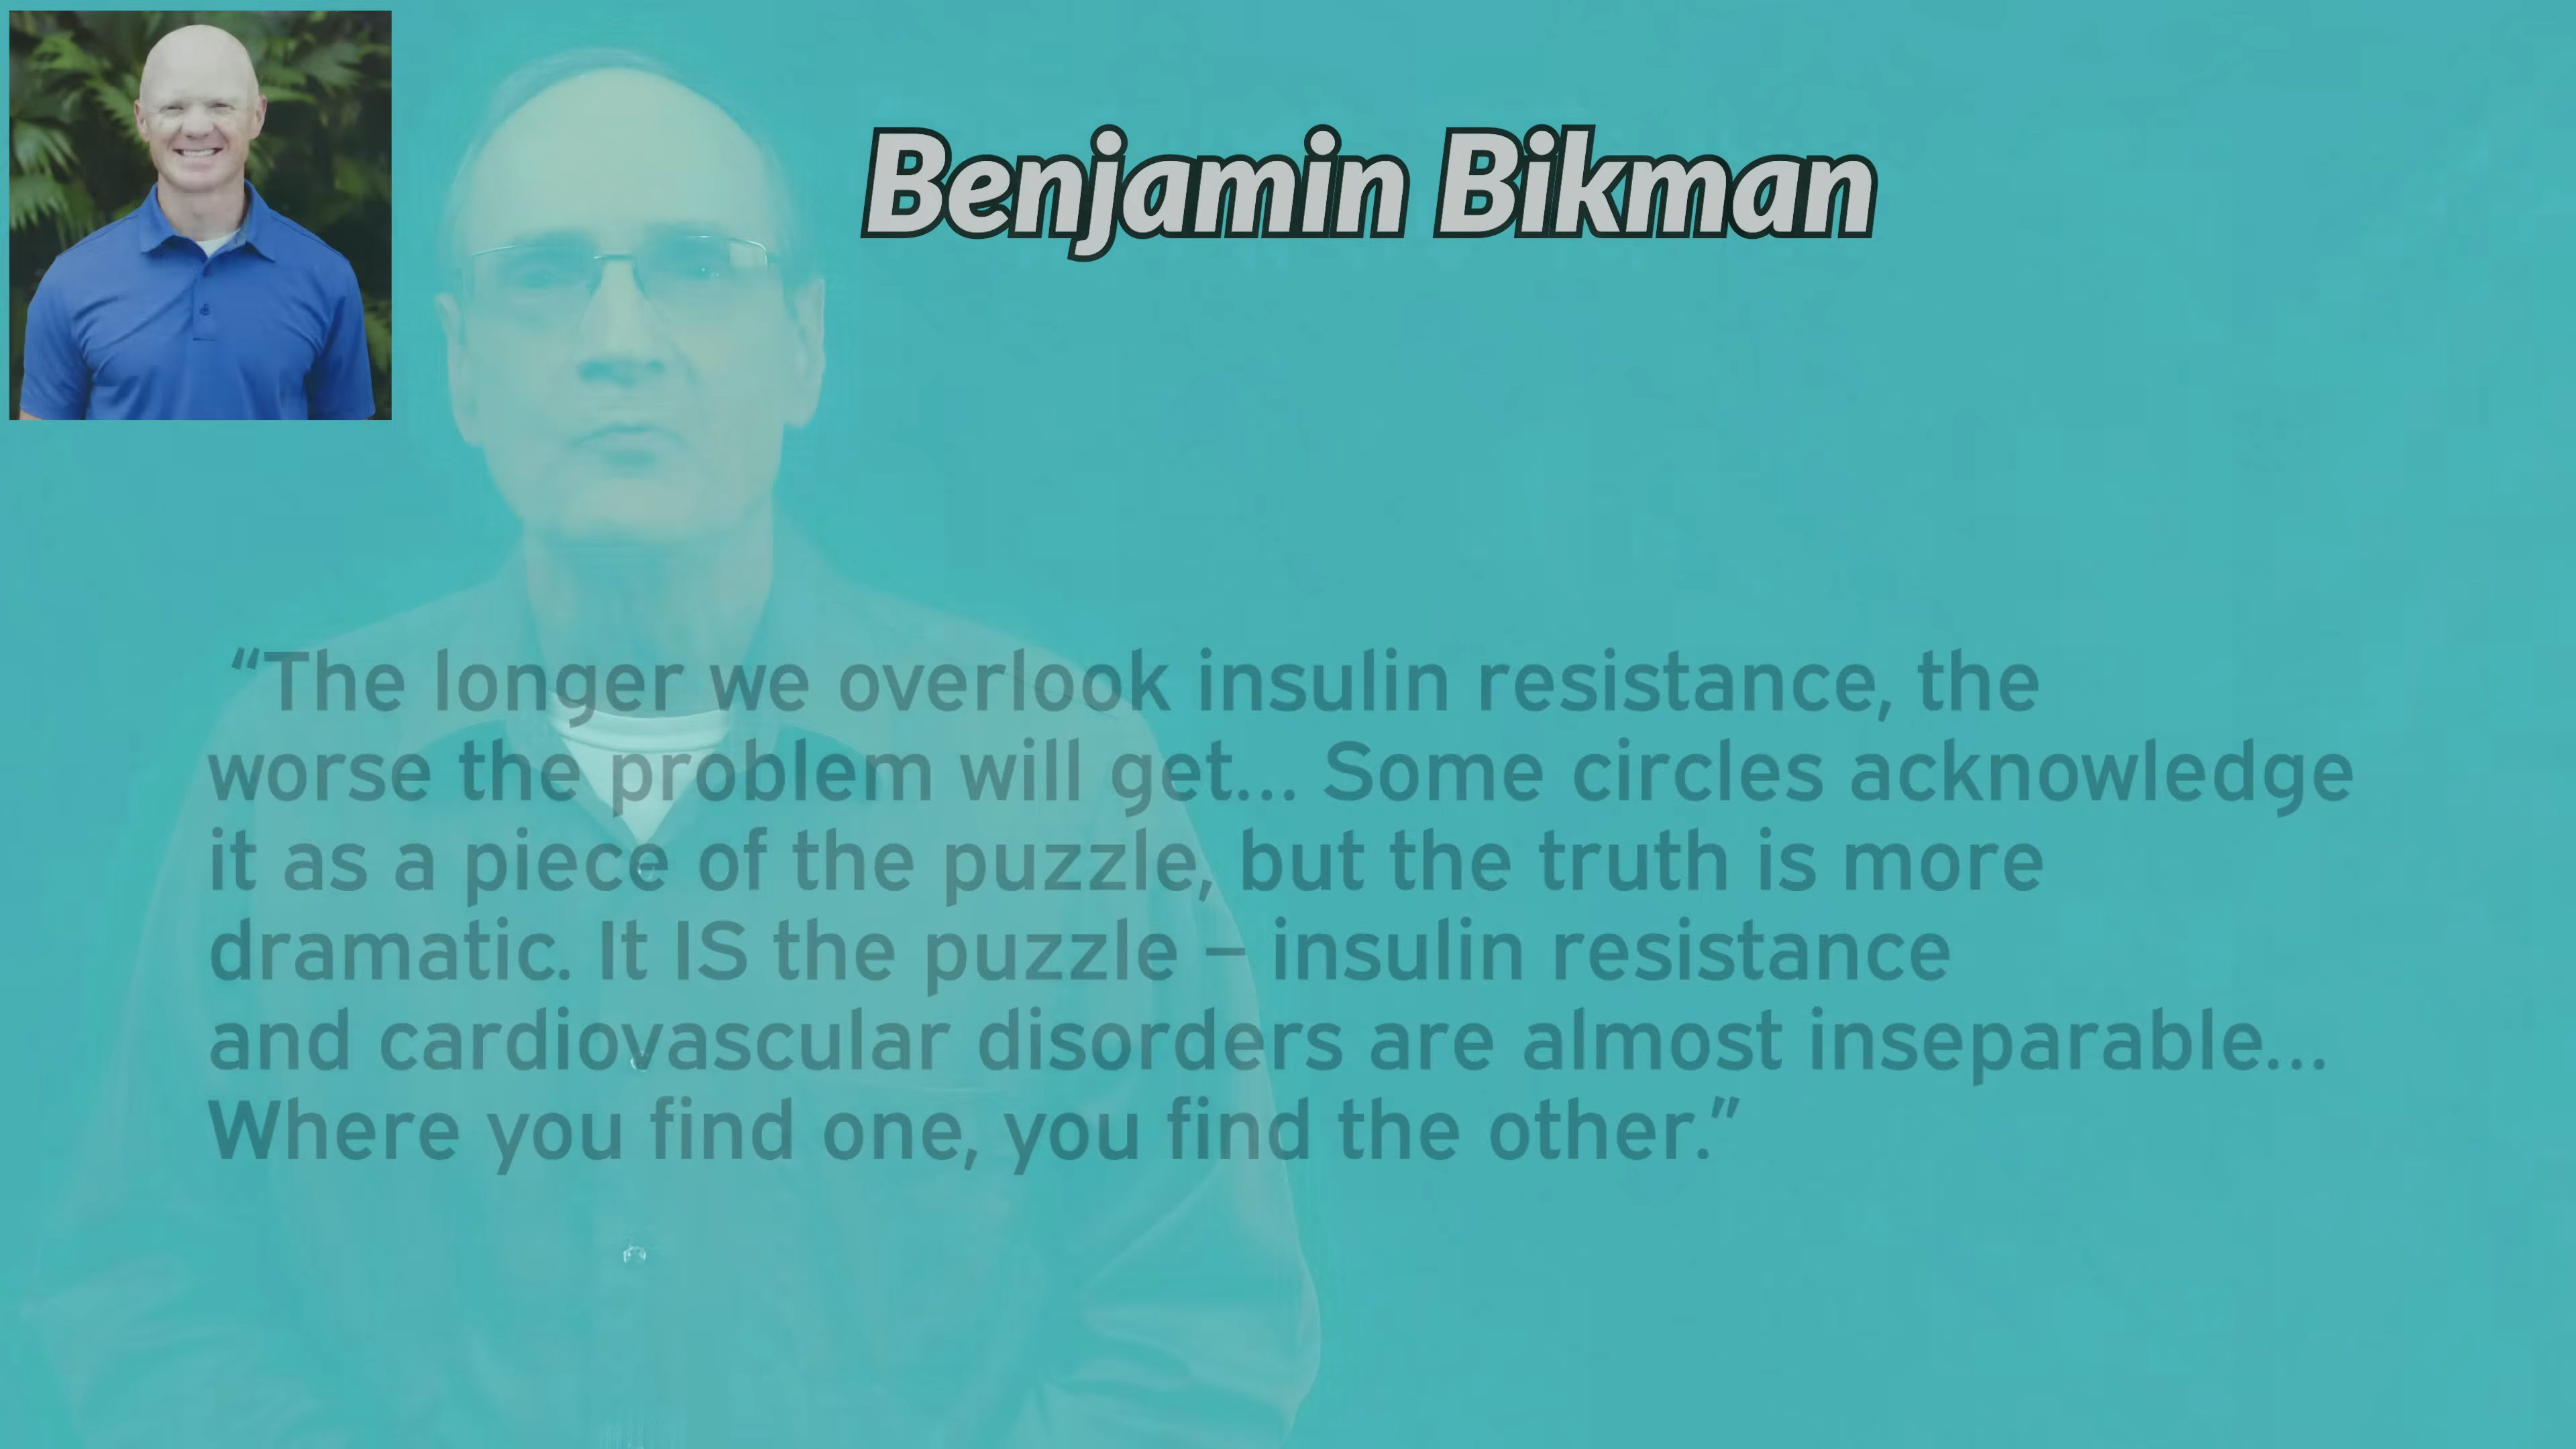 Benjamin Bikman
“The longer we overlook insulin resistance, the
worse the problem will get... Some circles acknowledge
it as a piece of the puzzle, but the truth is more
dramatic. It IS the puzzle – insulin resistance
and cardiovascular disorders are almost inseparable...
Where you find one, you find the other.”